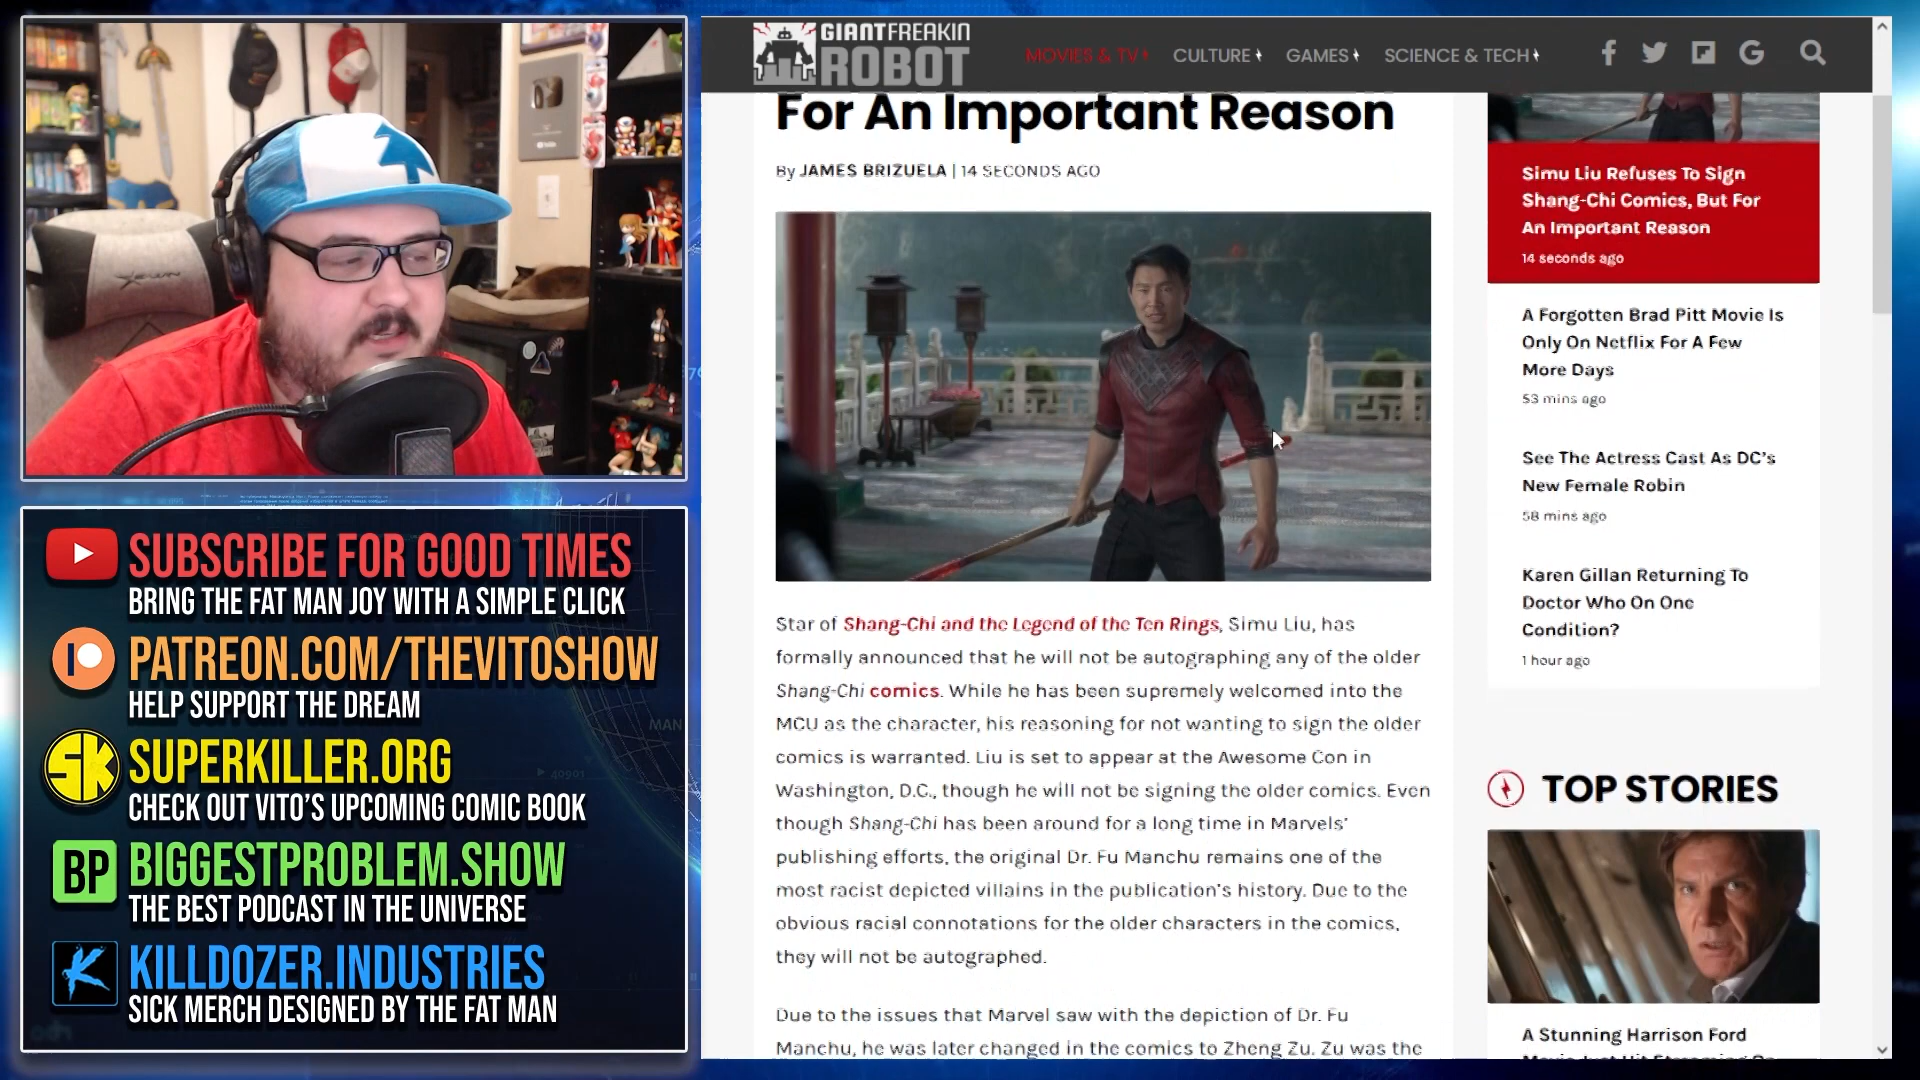 SUBSCRIBE FOR GOOD TIMES
BRING THE FAT MAN JOY WITH A SIMPLE CLICK
PATREON.COM/THEVITOSHOW
HELP SUPPORT THE DREAM
SK
SUPERKILLER.ORG
CHECK OUT VITO'S UPCOMING COMIC BOOK
BP
BIGGESTPROBLEM.SHOW
THE BEST PODCAST IN THE UNIVERSE
KILLDOZER.INDUSTRIES
SICK MERCH DESIGNED BY THE FAT MAN
GIANTFREAKIN
ROBOT
MOVIES & TV
CULTURE
GAMES
SCIENCE & TECH
For An Important Reason
By JAMES BRIZUELA | 14 SECONDS AGO
Star of Shang-Chi and the Legend of the Ten Rings, Simu Liu, has
formally announced that he will not be autographing any of the older
Shang-Chi comics. While he has been supremely welcomed into the
MCU as the character, his reasoning for not wanting to sign the older
comics is warranted. Liu is set to appear at the Awesome Con in
Washington, D.C., though he will not be signing the older comics. Even
though Shang-Chi has been around for a long time in Marvels'
publishing efforts, the original Dr. Fu Manchu remains one of the
most racist depicted villains in the publication's history. Due to the
obvious racial connotations for the older characters in the comics,
they will not be autographed.
Due to the issues that Marvel saw with the depiction of Dr. Fu
Manchu, he was later changed in the comics to Zheng Zu. Zu was the
Simu Liu Refuses To Sign
Shang-Chi Comics, But For
An Important Reason
14 seconds ago
A Forgotten Brad Pitt Movie Is
Only On Netflix For A Few
More Days
53 mins ago
See The Actress Cast As DC's
New Female Robin
58 mins ago
Karen Gillan Returning To
Doctor Who On One
Condition?
1 hour ago
TOP STORIES
A Stunning Harrison Ford
Movie Just Hit Streaming On